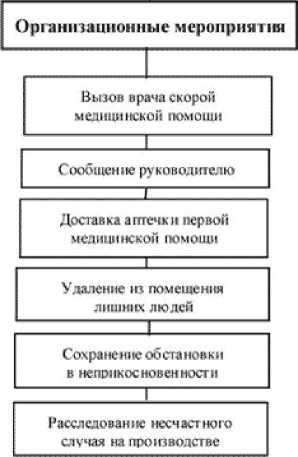 Организационные мероприятия
Вызов врача скорой
медицинской помощи
Сообщение руководителю
Доставка аптечки первой
медицинской помощи
Удаление из помещения
лишних людей
Сохранение обстановки
в неприкосновенности
Расследование несчастного
случая на производстве